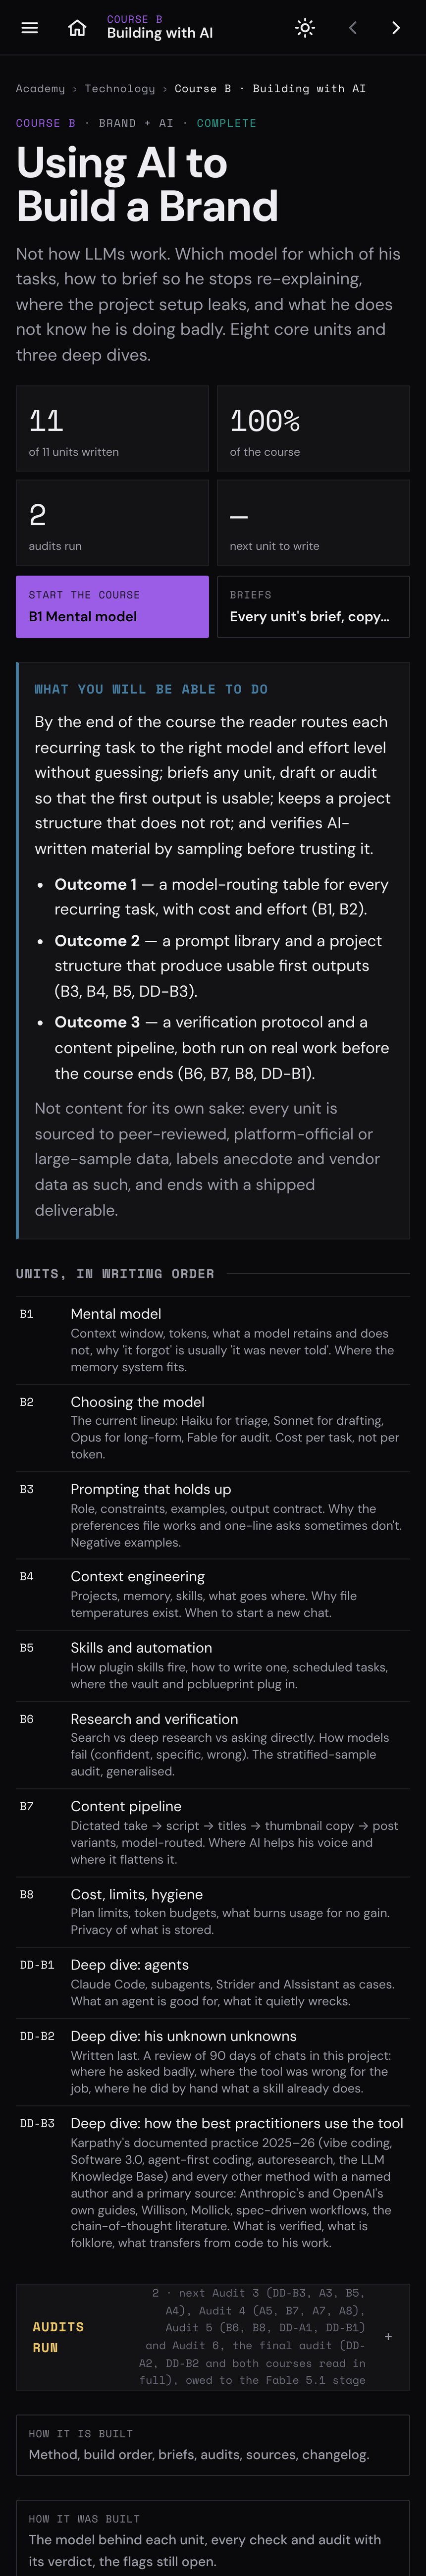 COURSE B
Building with AI
Academy › Technology › Course B · Building with AI
COURSE B · BRAND + AI · COMPLETE
Using AI to
Build a Brand
Not how LLMs work. Which model for which of his
tasks, how to brief so he stops re-explaining,
where the project setup leaks, and what he does
not know he is doing badly. Eight core units and
three deep dives.
11
of 11 units written
100%
of the course
2
audits run
—
next unit to write
START THE COURSE
B1 Mental model
BRIEFS
Every unit's brief, copy…
WHAT YOU WILL BE ABLE TO DO
By the end of the course the reader routes each
recurring task to the right model and effort level
without guessing; briefs any unit, draft or audit
so that the first output is usable; keeps a project
structure that does not rot; and verifies AI-
written material by sampling before trusting it.
• Outcome 1 — a model-routing table for every
recurring task, with cost and effort (B1, B2).
• Outcome 2 — a prompt library and a project
structure that produce usable first outputs
(B3, B4, B5, DD-B3).
• Outcome 3 — a verification protocol and a
content pipeline, both run on real work before
the course ends (B6, B7, B8, DD-B1).
Not content for its own sake: every unit is
sourced to peer-reviewed, platform-official or
large-sample data, labels anecdote and vendor
data as such, and ends with a shipped
deliverable.
UNITS, IN WRITING ORDER
B1 Mental model
Context window, tokens, what a model retains and does
not, why 'it forgot' is usually 'it was never told'. Where the
memory system fits.
B2 Choosing the model
The current lineup: Haiku for triage, Sonnet for drafting,
Opus for long-form, Fable for audit. Cost per task, not per
token.
B3 Prompting that holds up
Role, constraints, examples, output contract. Why the
preferences file works and one-line asks sometimes don't.
Negative examples.
B4 Context engineering
Projects, memory, skills, what goes where. Why file
temperatures exist. When to start a new chat.
B5 Skills and automation
How plugin skills fire, how to write one, scheduled tasks,
where the vault and pcblueprint plug in.
B6 Research and verification
Search vs deep research vs asking directly. How models
fail (confident, specific, wrong). The stratified-sample
audit, generalised.
B7 Content pipeline
Dictated take → script → titles → thumbnail copy → post
variants, model-routed. Where AI helps his voice and
where it flattens it.
B8 Cost, limits, hygiene
Plan limits, token budgets, what burns usage for no gain.
Privacy of what is stored.
DD-B1 Deep dive: agents
Claude Code, subagents, Strider and AIssistant as cases.
What an agent is good for, what it quietly wrecks.
DD-B2 Deep dive: his unknown unknowns
Written last. A review of 90 days of chats in this project:
where he asked badly, where the tool was wrong for the
job, where he did by hand what a skill already does.
DD-B3 Deep dive: how the best practitioners use the tool
Karpathy's documented practice 2025–26 (vibe coding,
Software 3.0, agent-first coding, autoresearch, the LLM
Knowledge Base) and every other method with a named
author and a primary source: Anthropic's and OpenAI's
own guides, Willison, Mollick, spec-driven workflows, the
chain-of-thought literature. What is verified, what is
folklore, what transfers from code to his work.
AUDITS
RUN
2 · next Audit 3 (DD-B3, A3, B5,
A4), Audit 4 (A5, B7, A7, A8),
Audit 5 (B6, B8, DD-A1, DD-B1)
and Audit 6, the final audit (DD-
A2, DD-B2 and both courses read in
full), owed to the Fable 5.1 stage
+
HOW IT IS BUILT
Method, build order, briefs, audits, sources, changelog.
HOW IT WAS BUILT
The model behind each unit, every check and audit with
its verdict, the flags still open.